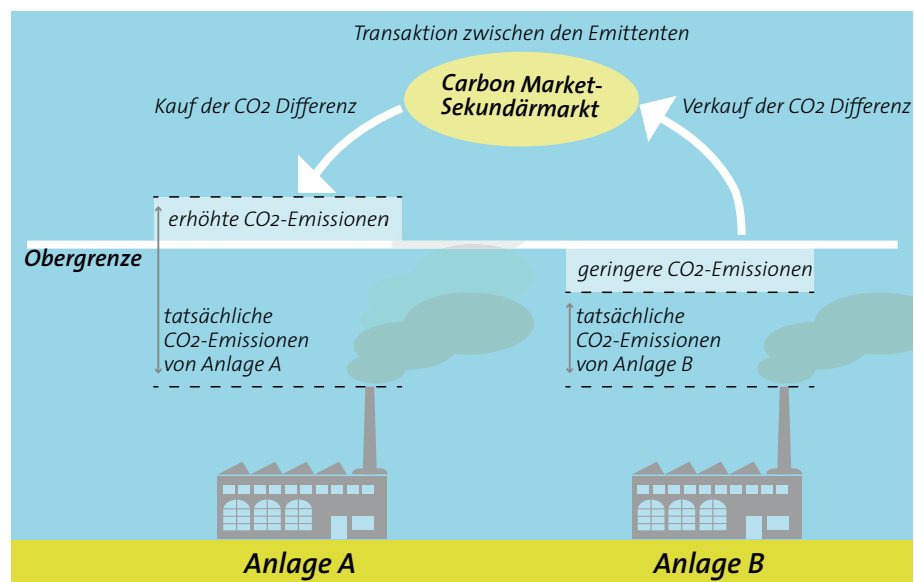 Transaktion zwischen den Emittenten
Carbon Market-
Sekundärmarkt
Kauf der CO2 Differenz
Verkauf der CO2 Differenz
erhöhte CO2-Emissionen
Obergrenze
geringere CO2-Emissionen
tatsächliche
CO2-Emissionen
von Anlage A
tatsächliche
CO2-Emissionen
von Anlage B
Anlage A
Anlage B